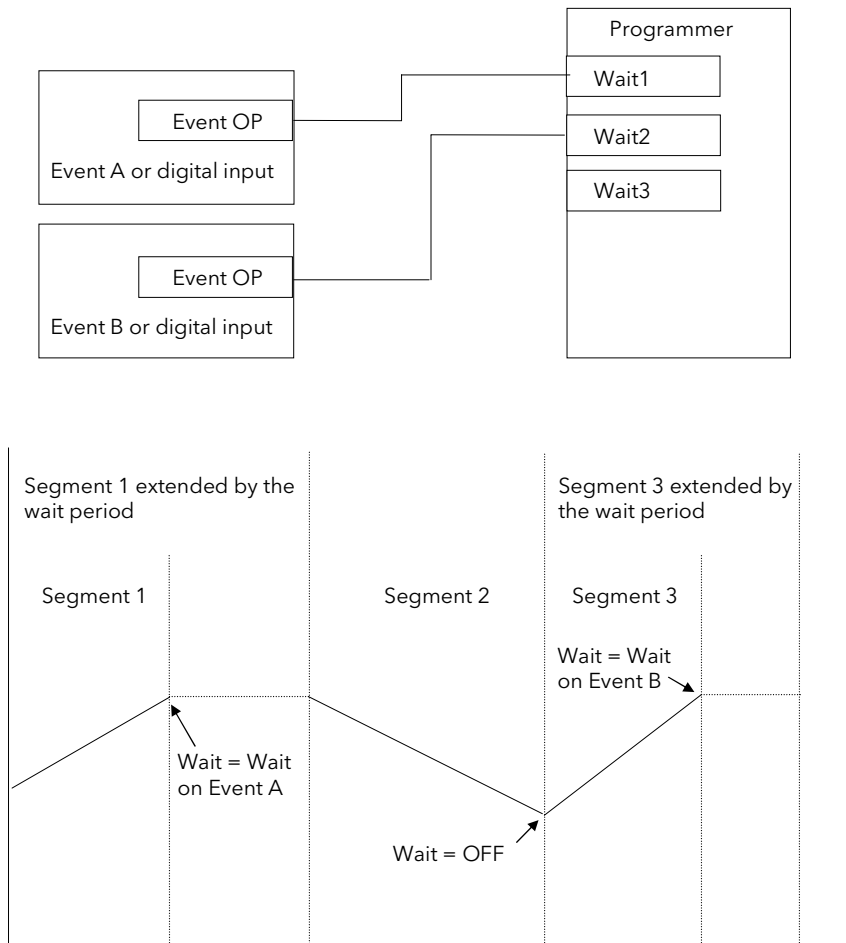 Programmer
Wait1
Event OP
Wait2
Event A or digital input
Wait3
Event OP
Event B or digital input
Segment 1 extended by the
wait period
Segment 3 extended by
the wait period
Segment 1
Segment 2
Segment 3
Wait = Wait
on Event B
Wait = Wait
on Event A
Wait = OFF